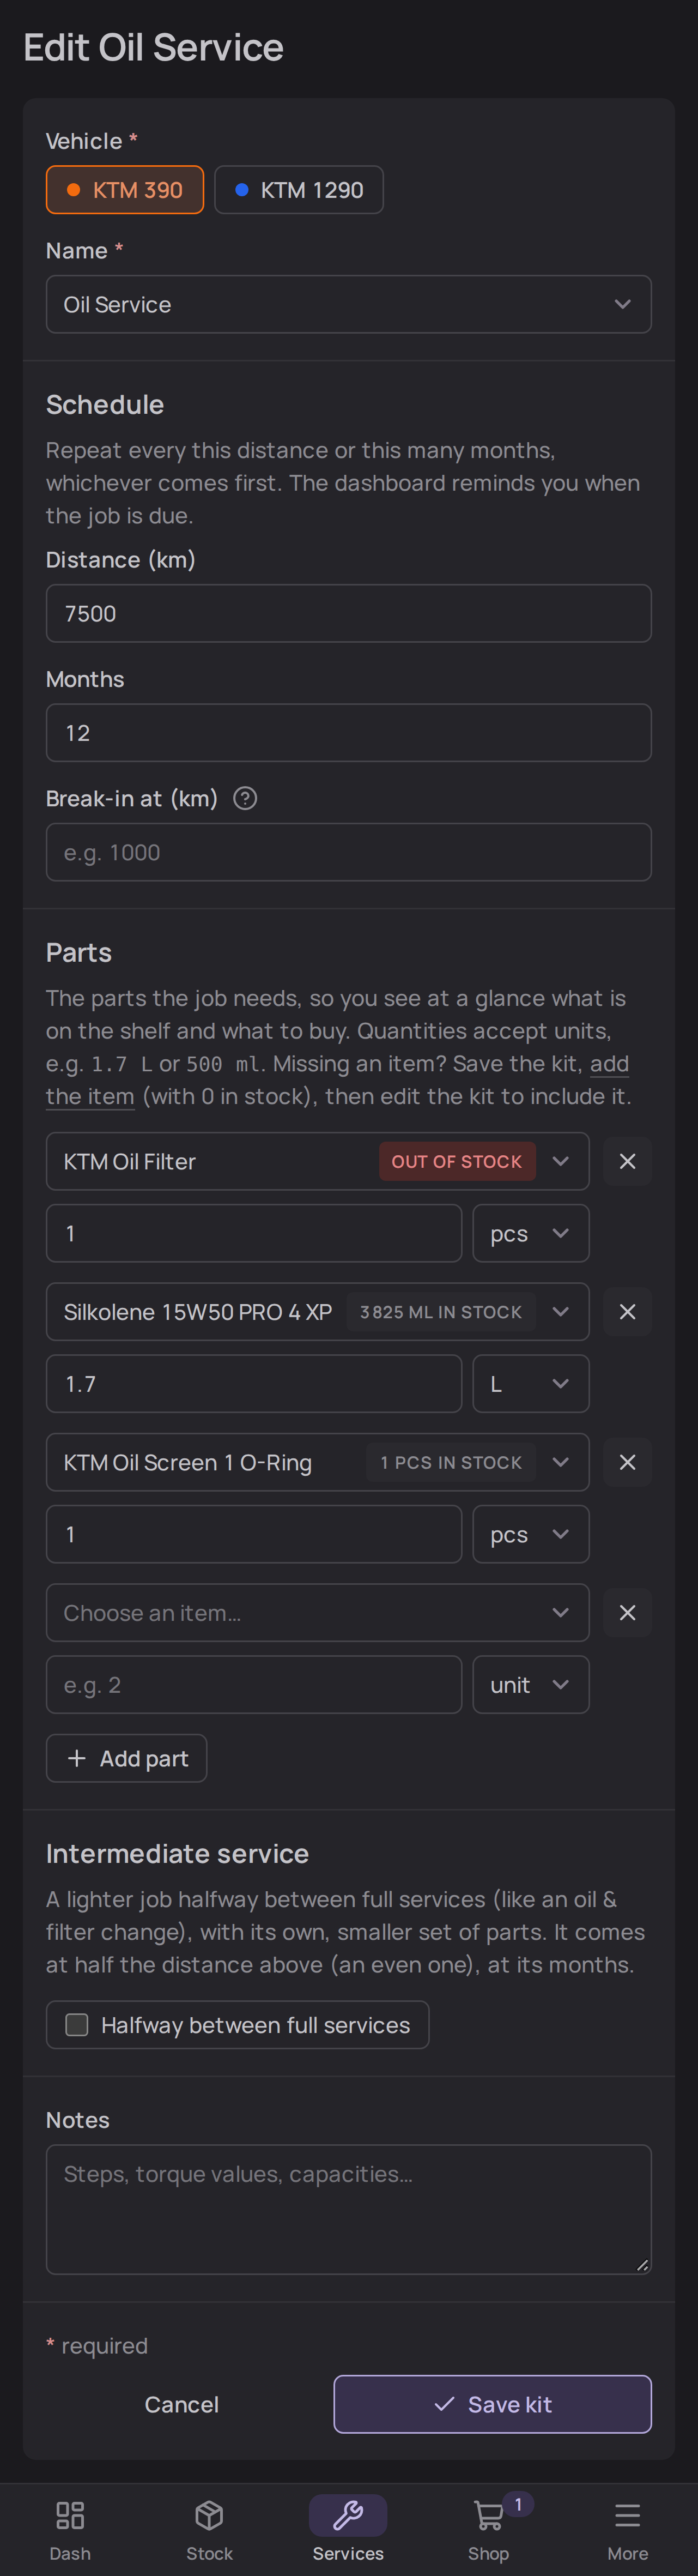 Edit Oil Service
Vehicle *
KTM 390
KTM 1290
Name *
Oil Service
Schedule
Repeat every this distance or this many months,
whichever comes first. The dashboard reminds you when
the job is due.
Distance (km)
7500
Months
12
Break-in at (km)
e.g. 1000
Parts
The parts the job needs, so you see at a glance what is
on the shelf and what to buy. Quantities accept units,
e.g. 1.7 L or 500 ml. Missing an item? Save the kit, add
the item (with 0 in stock), then edit the kit to include it.
KTM Oil Filter OUT OF STOCK
1 pcs
Silkolene 15W50 PRO 4 XP 3 825 ML IN STOCK
1.7 L
KTM Oil Screen 1 O-Ring 1 PCS IN STOCK
1 pcs
Choose an item…
e.g. 2 unit
Add part
Intermediate service
A lighter job halfway between full services (like an oil &
filter change), with its own, smaller set of parts. It comes
at half the distance above (an even one), at its months.
Halfway between full services
Notes
Steps, torque values, capacities…
* required
Cancel Save kit
1
Dash Stock Services Shop More